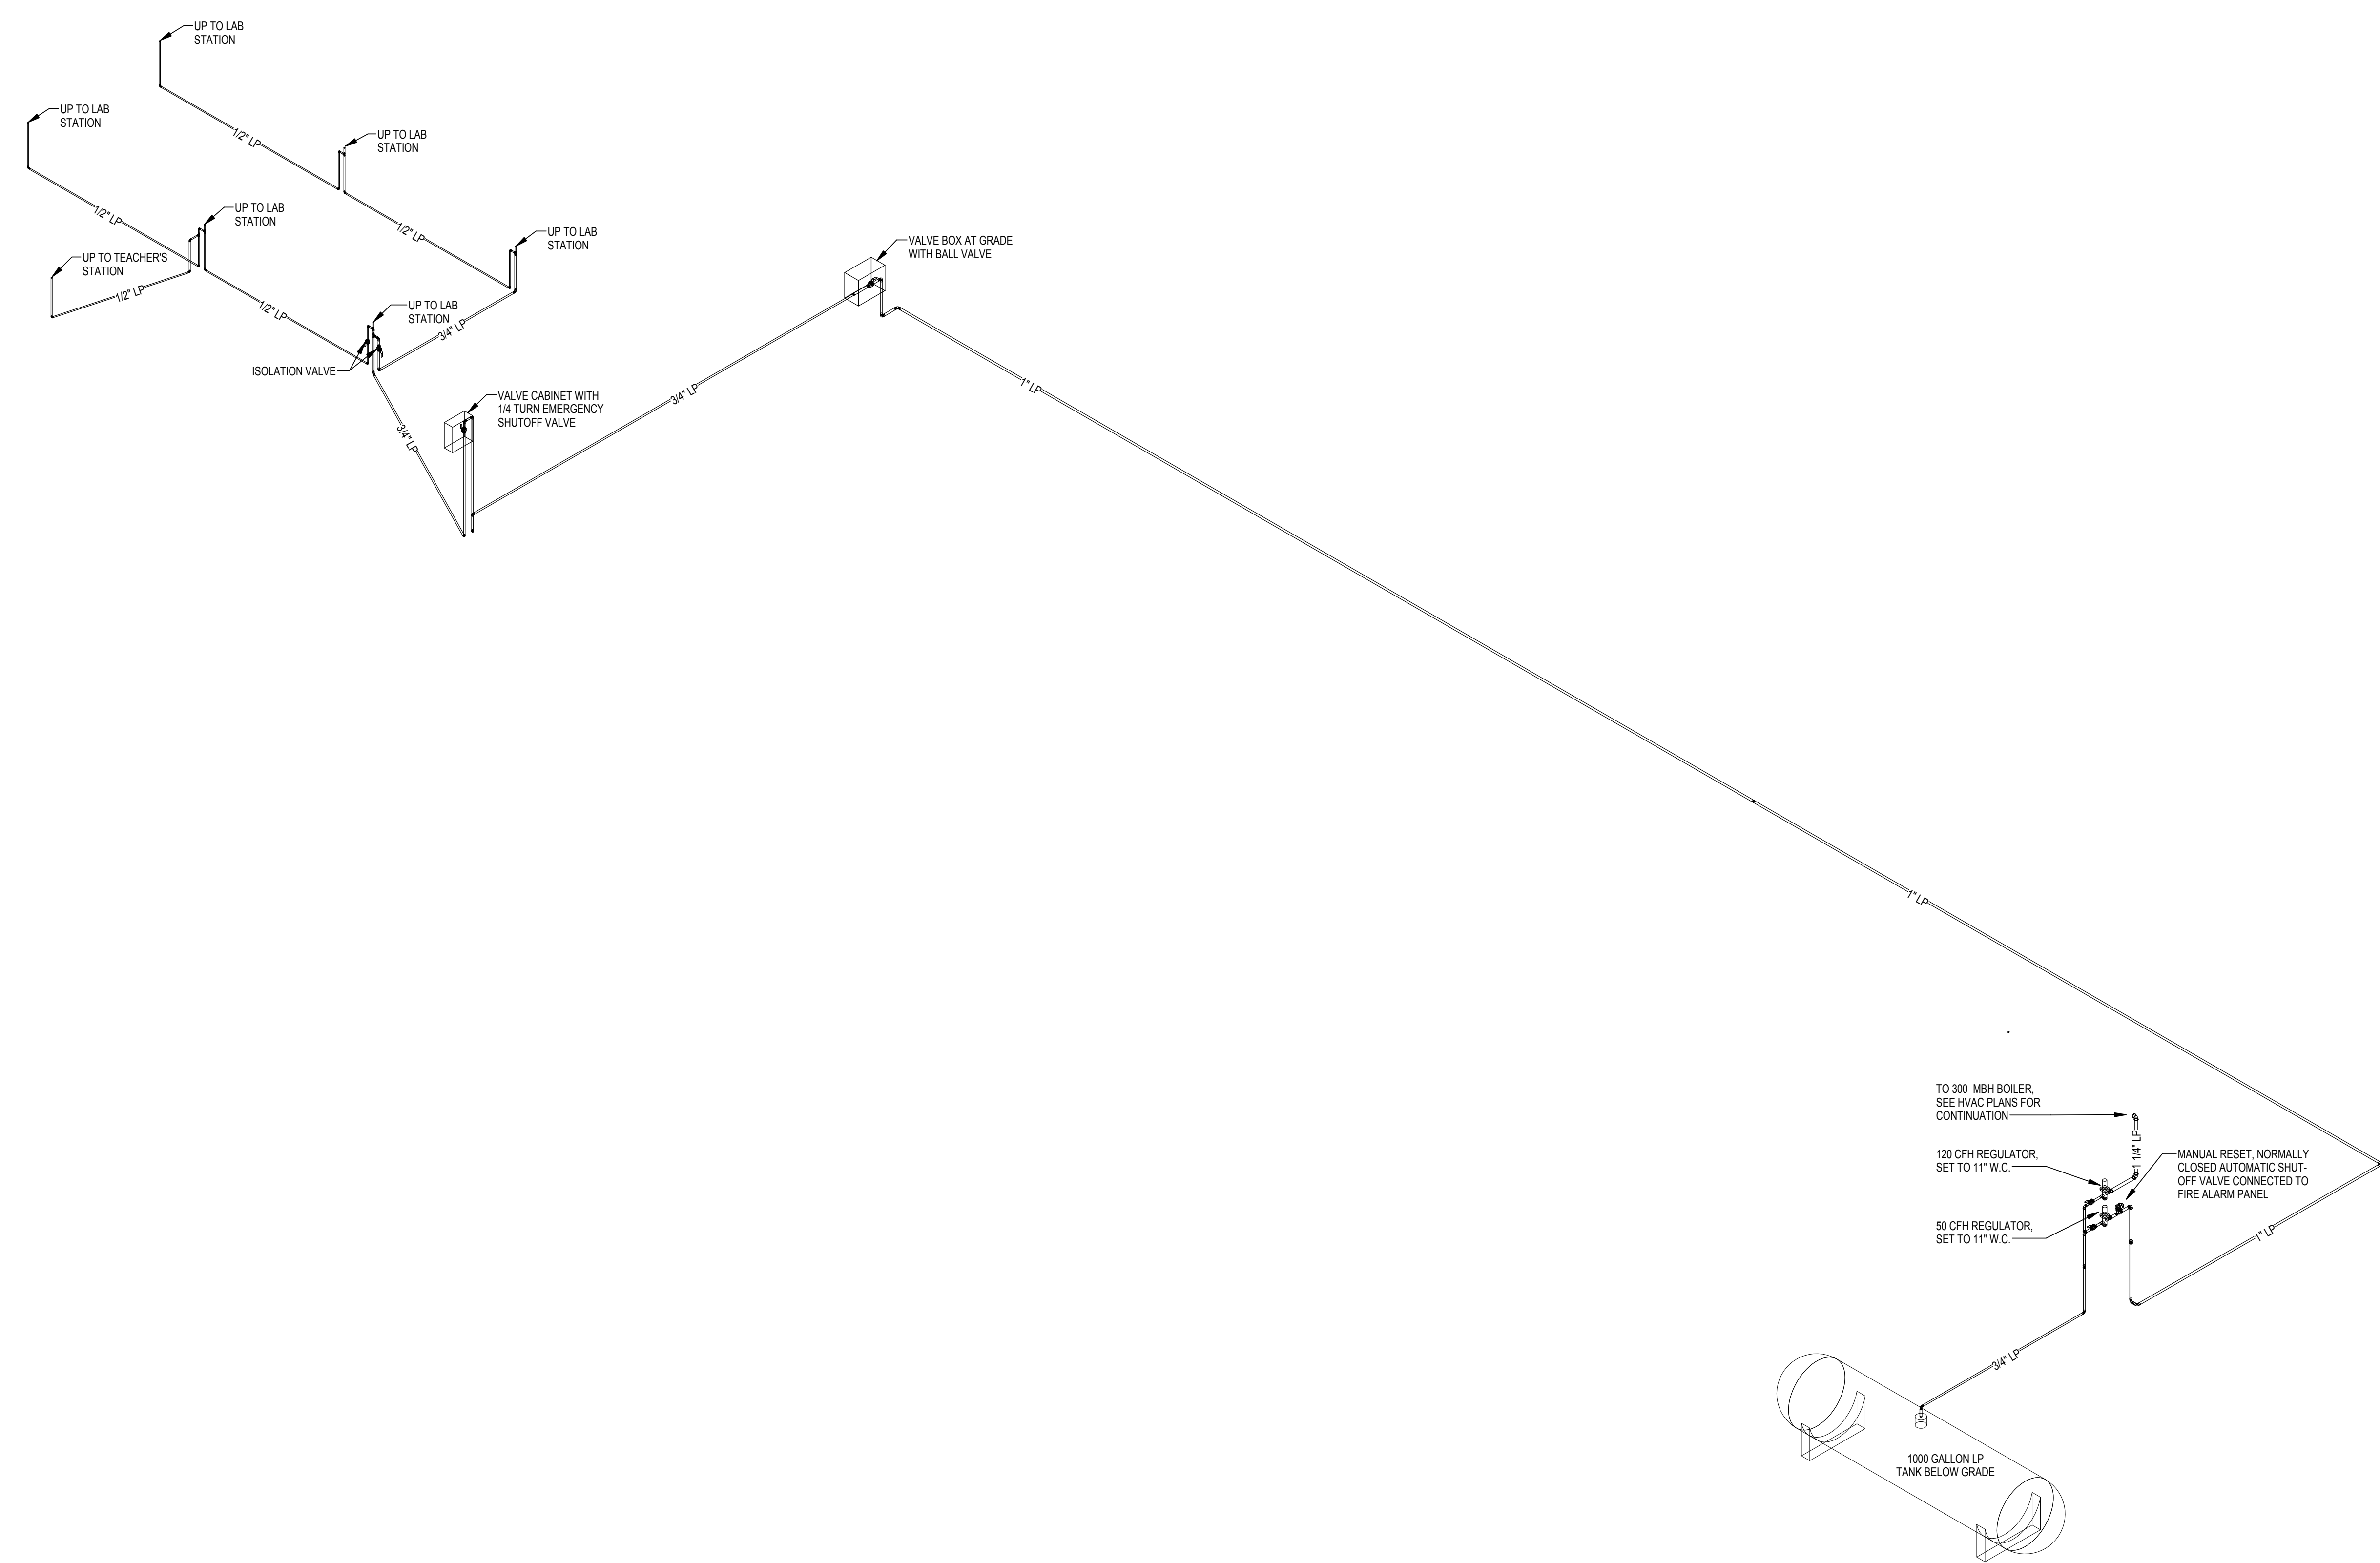 UP TO LAB
STATION
UP TO LAB
STATION
1/2" LP
UP TO LAB
STATION
1/2" LP
UP TO LAB
STATION
1/2" LP
UP TO LAB
STATION
UP TO TEACHER'S
STATION
1/2" LP
1/2" LP
UP TO LAB
STATION
3/4" LP
ISOLATION VALVE
VALVE BOX AT GRADE
WITH BALL VALVE
VALVE CABINET WITH
1/4 TURN EMERGENCY
SHUTOFF VALVE
3/4" LP
3/4" LP
1" LP
1" LP
TO 300 MBH BOILER,
SEE HVAC PLANS FOR
CONTINUATION
1 1/4" LP
120 CFH REGULATOR,
SET TO 11" W.C.
MANUAL RESET, NORMALLY
CLOSED AUTOMATIC SHUT-
OFF VALVE CONNECTED TO
FIRE ALARM PANEL
50 CFH REGULATOR,
SET TO 11" W.C.
1" LP
3/4" LP
1000 GALLON LP
TANK BELOW GRADE